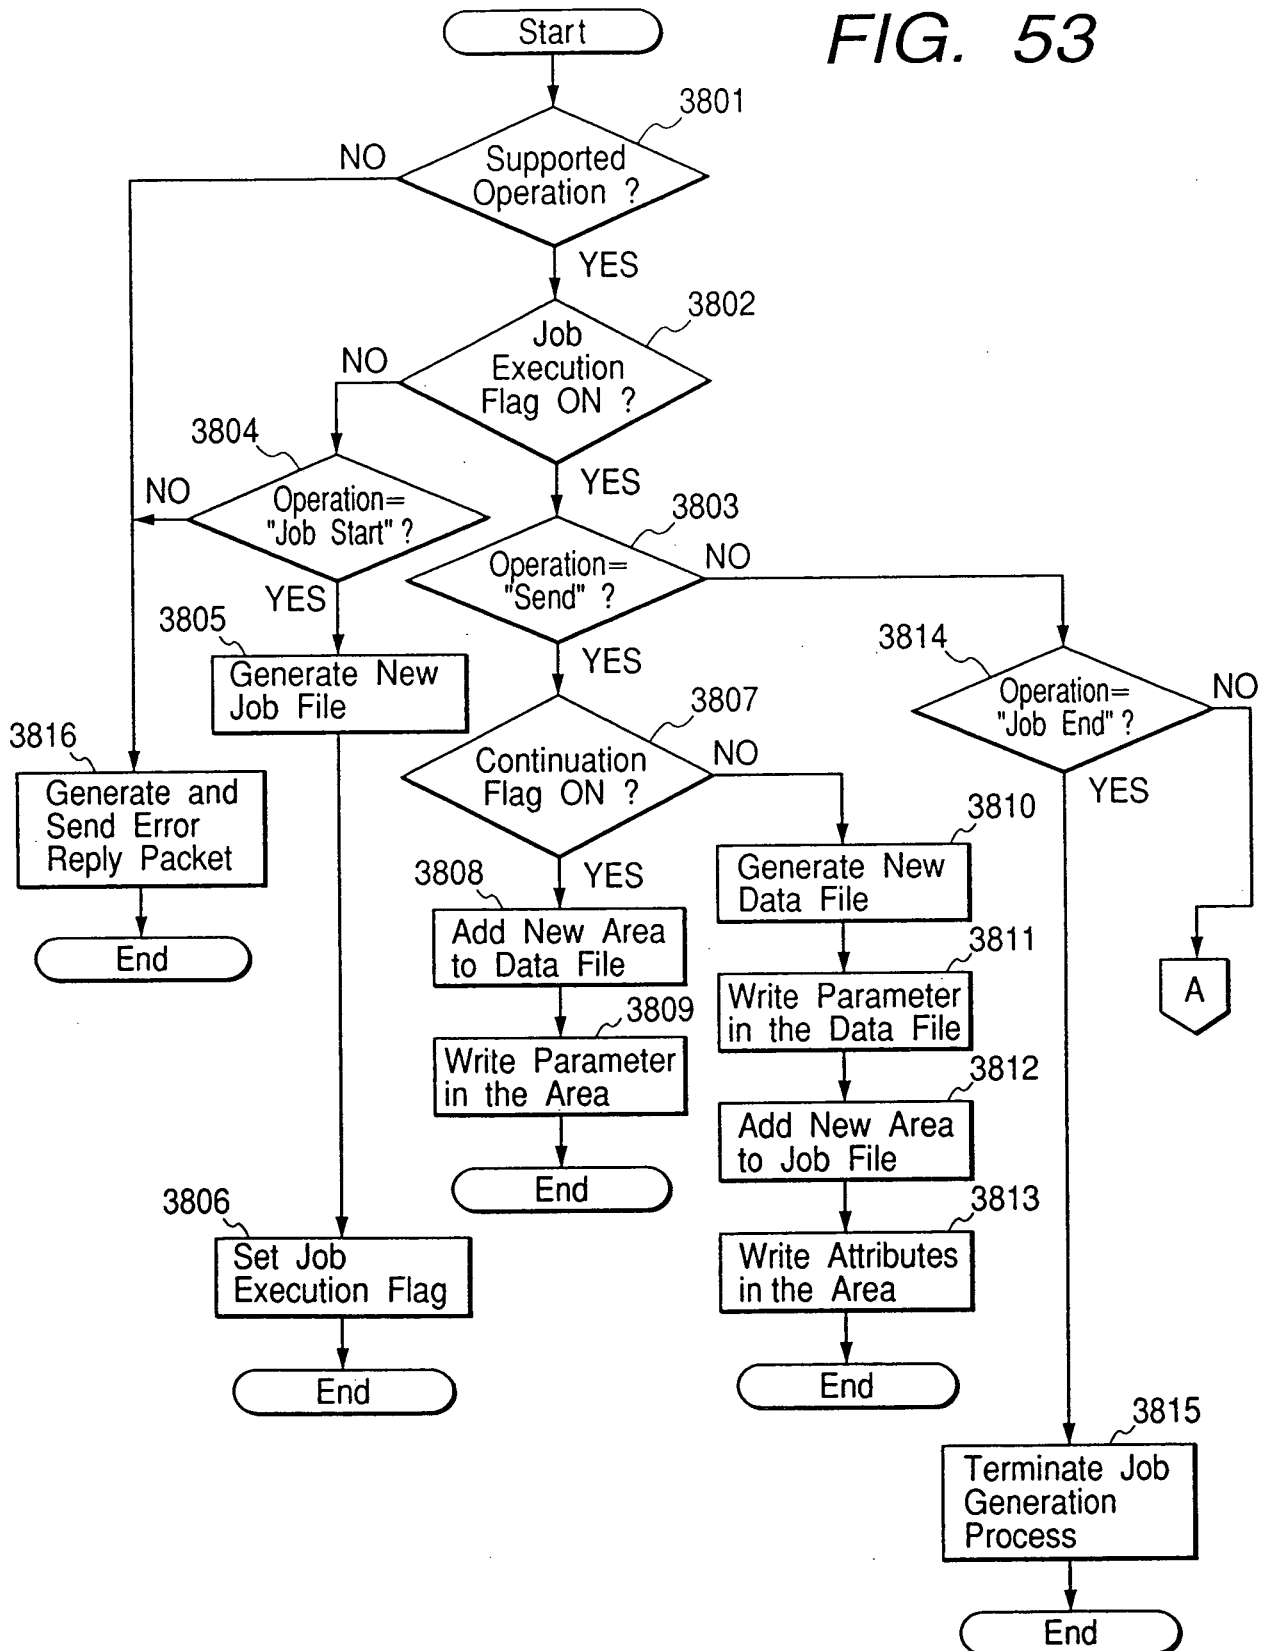 FIG. 53
Start
3801
Supported
Operation ?
NO
YES
3802
Job
Execution
Flag ON ?
NO
YES
3804
Operation=
"Job Start" ?
NO
YES
3803
Operation=
"Send" ?
NO
YES
3805
Generate New
Job File
3814
Operation=
"Job End" ?
NO
YES
3816
Generate and
Send Error
Reply Packet
End
3807
Continuation
Flag ON ?
NO
YES
3808
Add New Area
to Data File
3809
Write Parameter
in the Area
End
3810
Generate New
Data File
3811
Write Parameter
in the Data File
3812
Add New Area
to Job File
3813
Write Attributes
in the Area
End
A
3806
Set Job
Execution Flag
End
3815
Terminate Job
Generation
Process
End